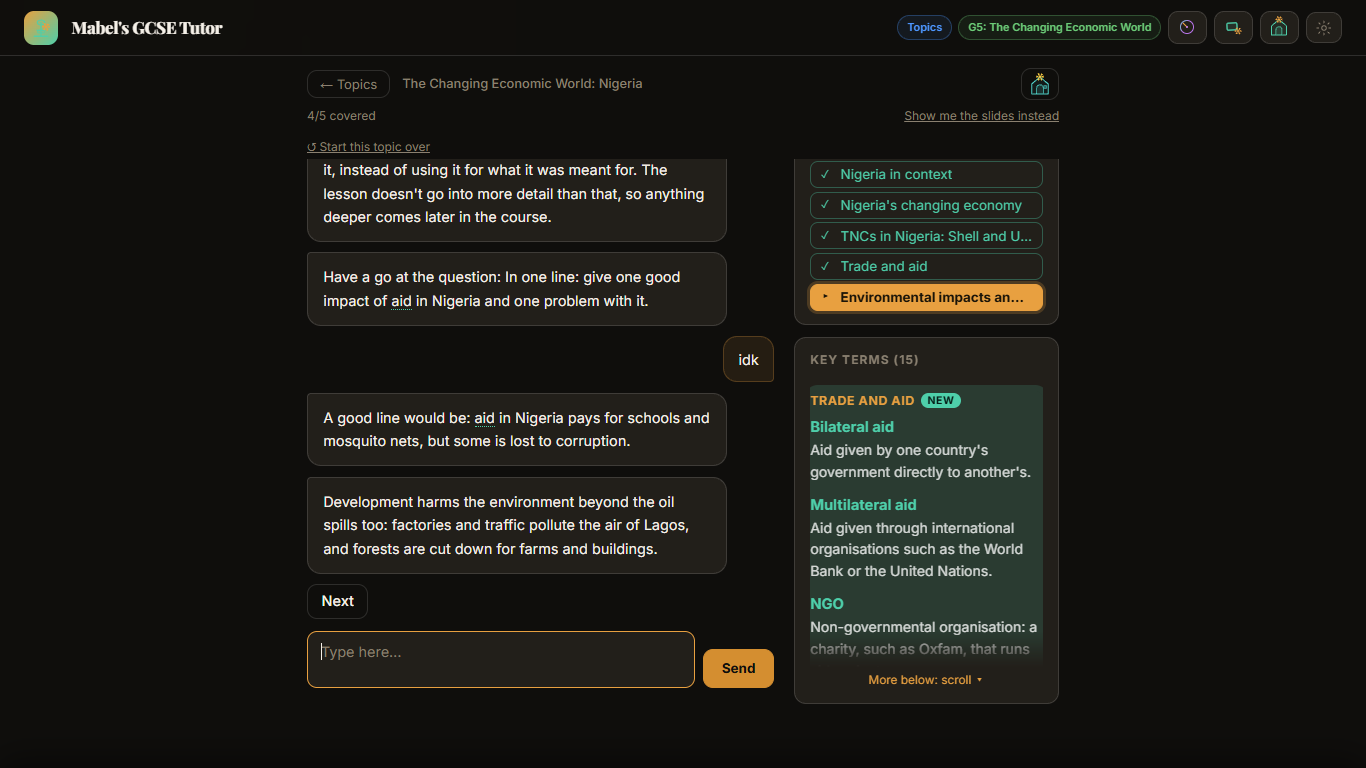 Mabel's GCSE Tutor
Topics
G5: The Changing Economic World
← Topics
The Changing Economic World: Nigeria
4/5 covered
Show me the slides instead
↺ Start this topic over
it, instead of using it for what it was meant for. The
lesson doesn't go into more detail than that, so anything
deeper comes later in the course.
Have a go at the question: In one line: give one good
impact of aid in Nigeria and one problem with it.
idk
A good line would be: aid in Nigeria pays for schools and
mosquito nets, but some is lost to corruption.
Development harms the environment beyond the oil
spills too: factories and traffic pollute the air of Lagos,
and forests are cut down for farms and buildings.
Next
Type here...
Send
✓ Nigeria in context
✓ Nigeria's changing economy
✓ TNCs in Nigeria: Shell and U...
✓ Trade and aid
‣ Environmental impacts an...
KEY TERMS (15)
TRADE AND AID NEW
Bilateral aid
Aid given by one country's
government directly to another's.
Multilateral aid
Aid given through international
organisations such as the World
Bank or the United Nations.
NGO
Non-governmental organisation: a
charity, such as Oxfam, that runs
More below: scroll ▾